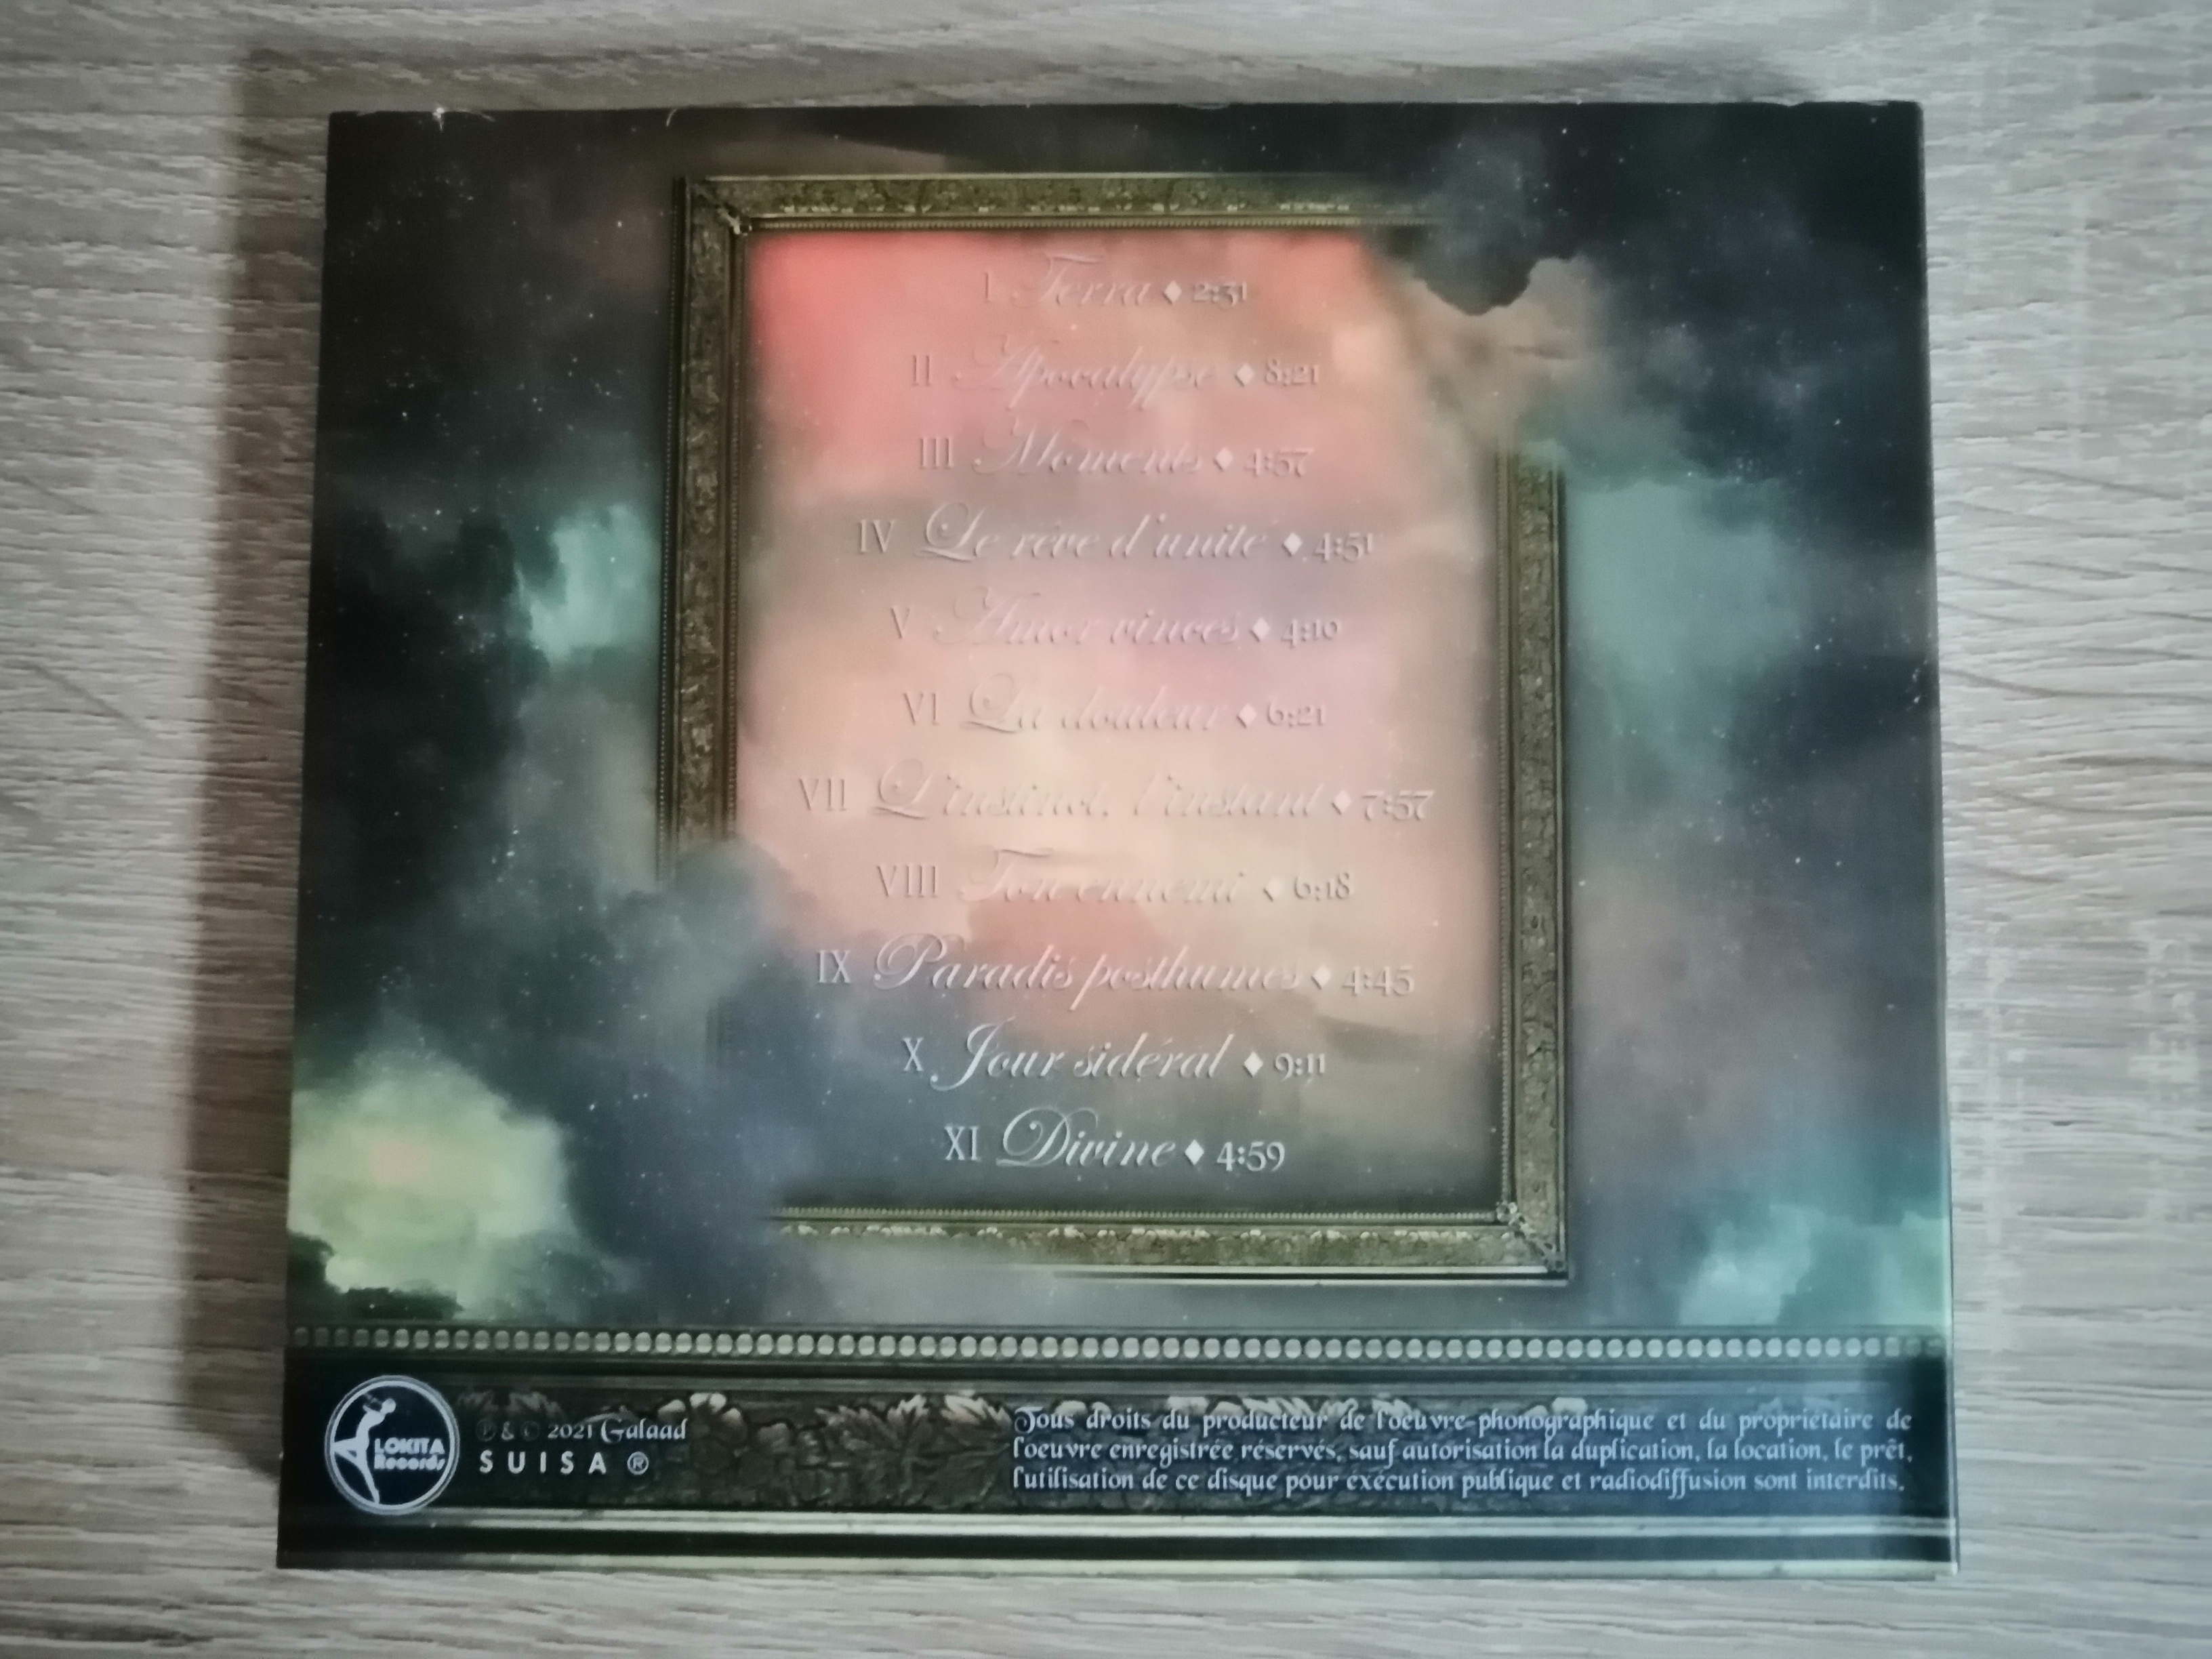 I Terra ♦ 2:31
II Apocalypse ♦ 8:21
III Moments ♦ 4:57
IV Le rêve d'unité ♦ 4:51
V Amor vinces ♦ 4:10
VI La douleur ♦ 6:21
VII L'instinct, l'instant ♦ 7:57
VIII Ton ennemi ♦ 6:18
IX Paradis posthumes ♦ 4:45
X Jour sidéral ♦ 9:11
XI Divine ♦ 4:59
LOKITA
Records
℗ & © 2021 Galaad
SUISA ®
Tous droits du producteur de l'oeuvre phonographique et du propriétaire de
l'oeuvre enregistrée réservés, sauf autorisation la duplication, la location, le prêt,
l'utilisation de ce disque pour éxécution publique et radiodiffusion sont interdits.